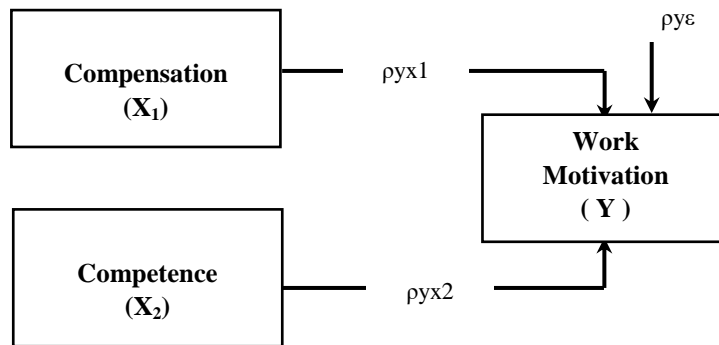 ρyε
Compensation
(X₁)
ρyx1
Work
Motivation
( Y )
Competence
(X₂)
ρyx2